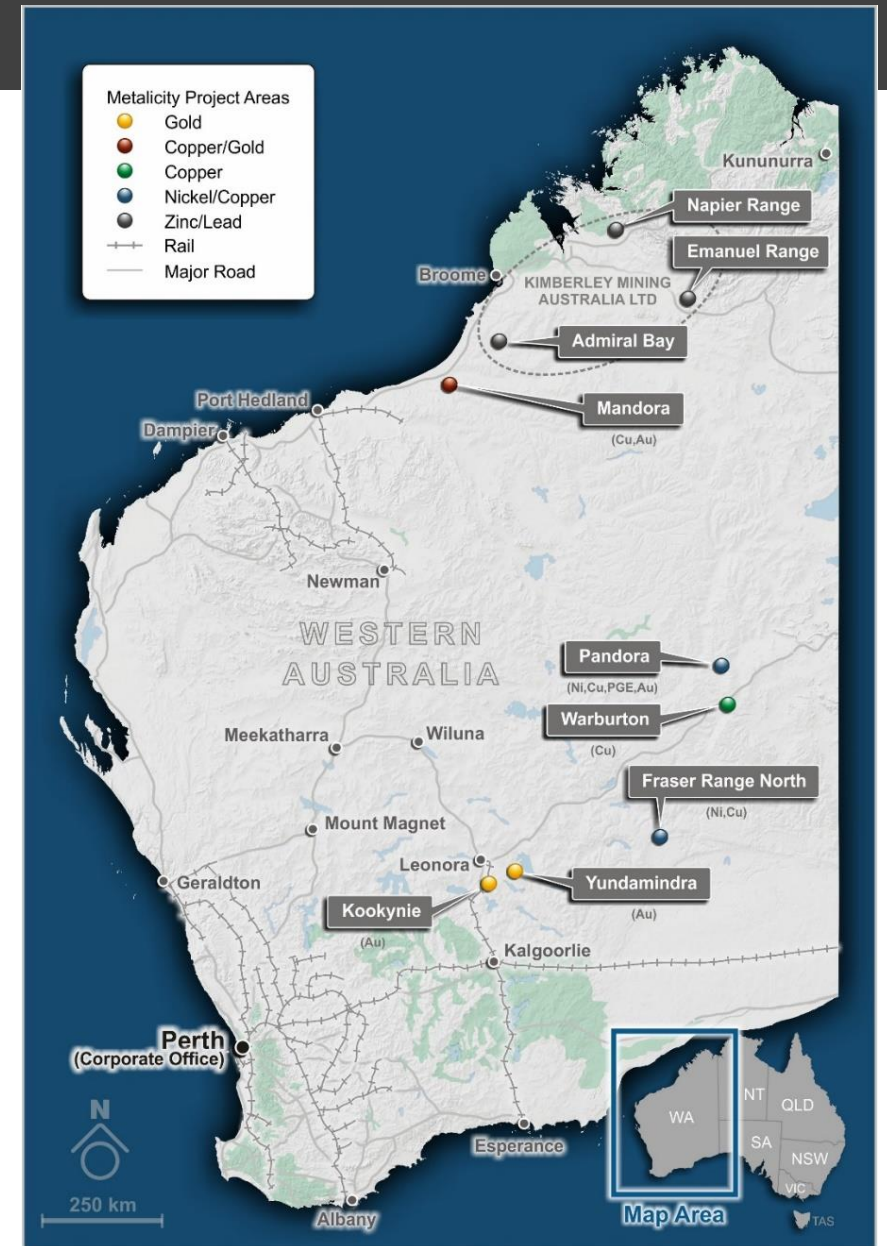 Metalicity Project Areas
Gold
Copper/Gold
Copper
Nickel/Copper
Zinc/Lead
Rail
Major Road
Kununurra
Napier Range
Emanuel Range
Broome
KIMBERLEY MINING
AUSTRALIA LTD
Admiral Bay
Mandora
(Cu,Au)
Port Hedland
Dampier
Newman
WESTERN
AUSTRALIA
Pandora
(Ni,Cu,PGE,Au)
Warburton
(Cu)
Meekatharra
Wiluna
Fraser Range North
(Ni,Cu)
Mount Magnet
Leonora
Geraldton
Yundamindra
(Au)
Kookynie
(Au)
Kalgoorlie
Perth
(Corporate Office)
Esperance
Albany
N
250 km
WA
NT
QLD
SA
NSW
VIC
TAS
Map Area